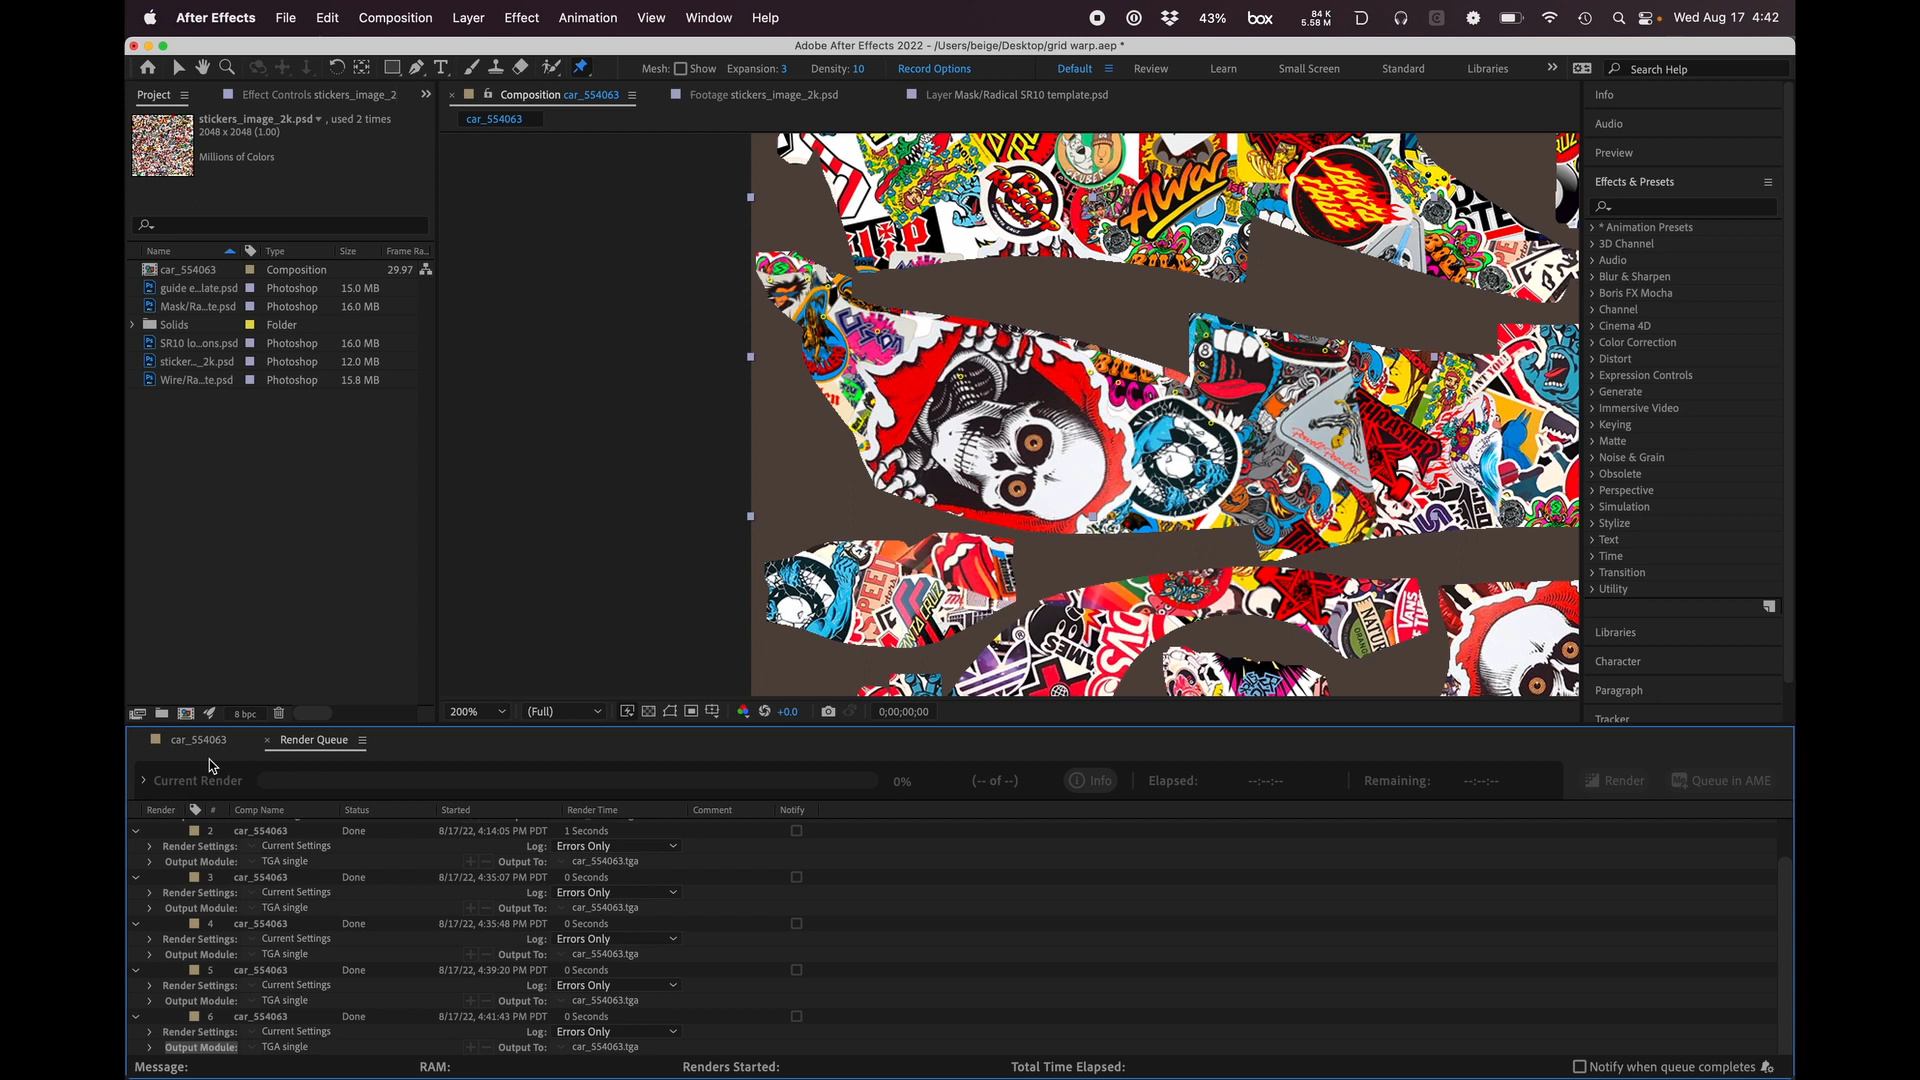 After Effects File Edit Composition Layer Effect Animation View Window Help 43% box 84 K 5.58 M Wed Aug 17 4:42
Adobe After Effects 2022 - /Users/beige/Desktop/grid warp.aep *
Mesh: Show Expansion: 3 Density: 10 Record Options Default Review Learn Small Screen Standard Libraries Search Help
Project Effect Controls stickers_image_2 Composition car_554063 Footage stickers_image_2k.psd Layer Mask/Radical SR10 template.psd
stickers_image_2k.psd , used 2 times
2048 x 2048 (1.00)
Millions of Colors
car_554063
Name Type Size Frame Ra...
car_554063 Composition 29.97
guide e...late.psd Photoshop 15.0 MB
Mask/Ra...te.psd Photoshop 16.0 MB
Solids Folder
SR10 lo...ons.psd Photoshop 16.0 MB
sticker..._2k.psd Photoshop 12.0 MB
Wire/Ra...te.psd Photoshop 15.8 MB
8 bpc
AWW
NATUR
VANS
200% (Full) +0.0 0;00;00;00
Info
Audio
Preview
Effects & Presets
* Animation Presets
3D Channel
Audio
Blur & Sharpen
Boris FX Mocha
Channel
Cinema 4D
Color Correction
Distort
Expression Controls
Generate
Immersive Video
Keying
Matte
Noise & Grain
Obsolete
Perspective
Simulation
Stylize
Text
Time
Transition
Utility
Libraries
Character
Paragraph
Tracker
car_554063 Render Queue
Current Render 0% (-- of --) Info Elapsed: --:--:-- Remaining: --:--:-- Render Queue in AME
Render # Comp Name Status Started Render Time Comment Notify
2 car_554063 Done 8/17/22, 4:14:05 PM PDT 1 Seconds
Render Settings: Current Settings Log: Errors Only
Output Module: TGA single Output To: car_554063.tga
3 car_554063 Done 8/17/22, 4:35:07 PM PDT 0 Seconds
Render Settings: Current Settings Log: Errors Only
Output Module: TGA single Output To: car_554063.tga
4 car_554063 Done 8/17/22, 4:35:48 PM PDT 0 Seconds
Render Settings: Current Settings Log: Errors Only
Output Module: TGA single Output To: car_554063.tga
5 car_554063 Done 8/17/22, 4:39:20 PM PDT 0 Seconds
Render Settings: Current Settings Log: Errors Only
Output Module: TGA single Output To: car_554063.tga
6 car_554063 Done 8/17/22, 4:41:43 PM PDT 0 Seconds
Render Settings: Current Settings Log: Errors Only
Output Module: TGA single Output To: car_554063.tga
Message: RAM: Renders Started: Total Time Elapsed: Notify when queue completes